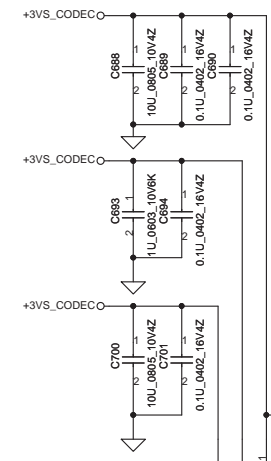 +3VS_CODEC
1
1
1
C688
10U_0805_10V4Z
C689
0.1U_0402_16V4Z
C690
0.1U_0402_16V4Z
2
2
2
+3VS_CODEC
1
1
C693
1U_0603_10V6K
C694
0.1U_0402_16V4Z
2
2
+3VS_CODEC
1
1
C700
10U_0805_10V4Z
C701
0.1U_0402_16V4Z
2
2
1